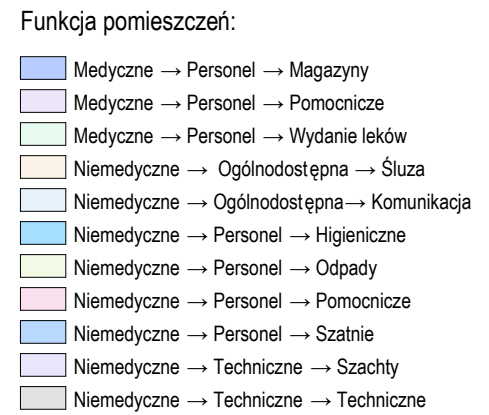 Funkcja pomieszczeń:
Medyczne → Personel → Magazyny
Medyczne → Personel → Pomocnicze
Medyczne → Personel → Wydanie leków
Niemedyczne → Ogólnodostępna → Śluza
Niemedyczne → Ogólnodostępna → Komunikacja
Niemedyczne → Personel → Higieniczne
Niemedyczne → Personel → Odpady
Niemedyczne → Personel → Pomocnicze
Niemedyczne → Personel → Szatnie
Niemedyczne → Techniczne → Szachty
Niemedyczne → Techniczne → Techniczne